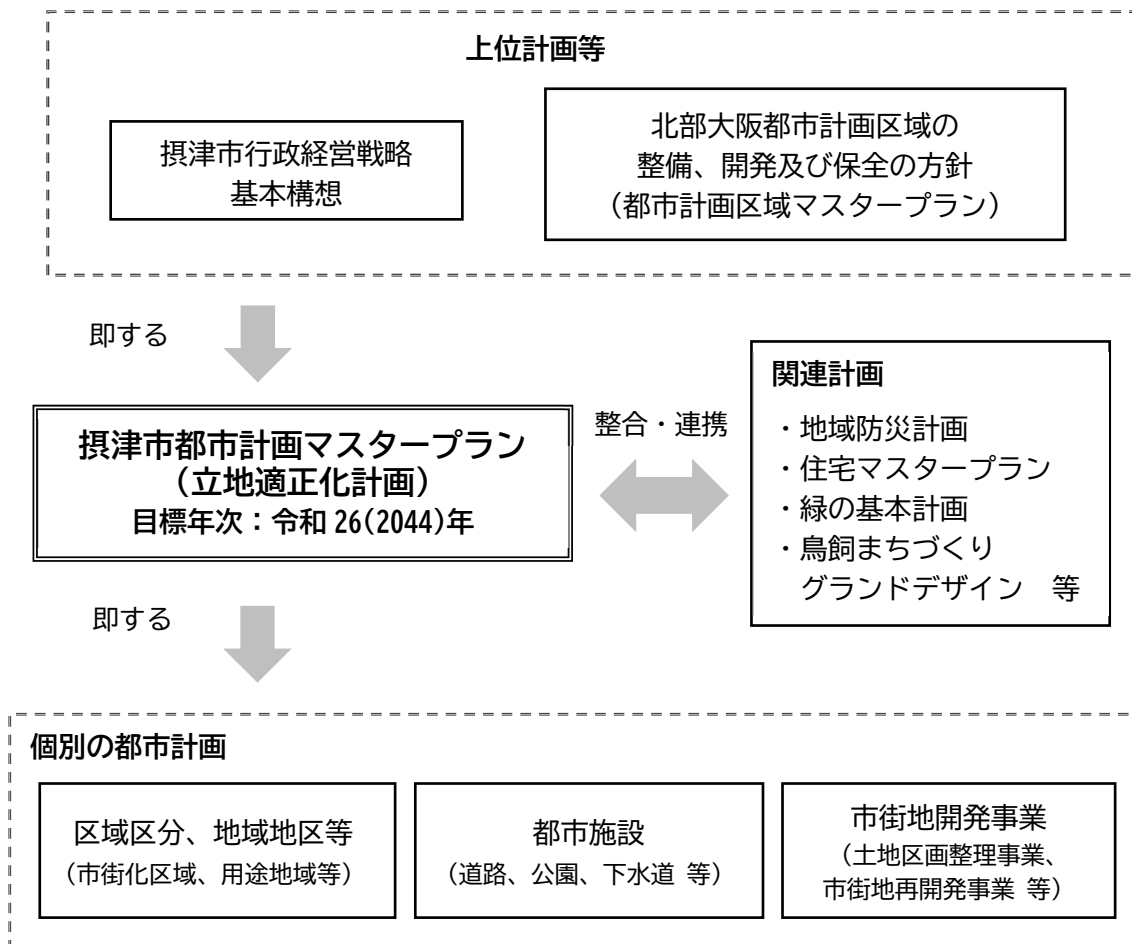 上位計画等
摂津市行政経営戦略
基本構想
北部大阪都市計画区域の
整備、開発及び保全の方針
（都市計画区域マスタープラン）
即する
摂津市都市計画マスタープラン
（立地適正化計画）
目標年次：令和 26(2044)年
整合・連携
関連計画
・地域防災計画
・住宅マスタープラン
・緑の基本計画
・鳥飼まちづくり
グランドデザイン　等
即する
個別の都市計画
区域区分、地域地区等
（市街化区域、用途地域等）
都市施設
（道路、公園、下水道 等）
市街地開発事業
（土地区画整理事業、
市街地再開発事業 等）